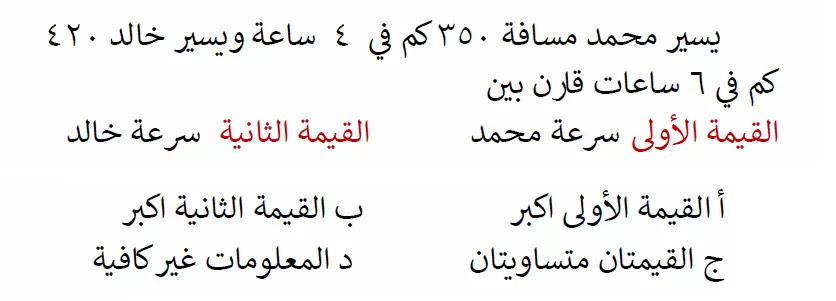 يسير محمد مسافة ٣٥٠ كم في ٤ ساعة ويسير خالد ٤٢٠
كم في ٦ ساعات قارن بين
القيمة الأولى سرعة محمد القيمة الثانية سرعة خالد
أ القيمة الأولى اكبر ب القيمة الثانية اكبر
ج القيمتان متساويتان د المعلومات غير كافية